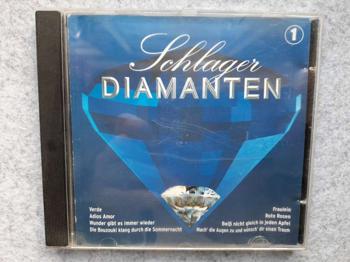 Schlager
DIAMANTEN
1
Verde
Adios Amor
Wunder gibt es immer wieder
Die Bouzouki klang durch die Sommernacht
Fraulein
Rote Rosen
Beiß nicht gleich in jeden Apfel
Mach' die Augen zu und wünsch' dir einen Traum